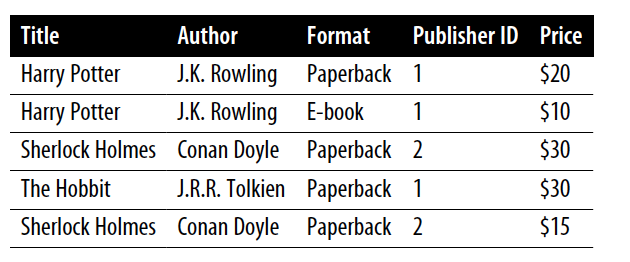 Title Author Format Publisher ID Price
Harry Potter J.K. Rowling Paperback 1 $20
Harry Potter J.K. Rowling E-book 1 $10
Sherlock Holmes Conan Doyle Paperback 2 $30
The Hobbit J.R.R. Tolkien Paperback 1 $30
Sherlock Holmes Conan Doyle Paperback 2 $15